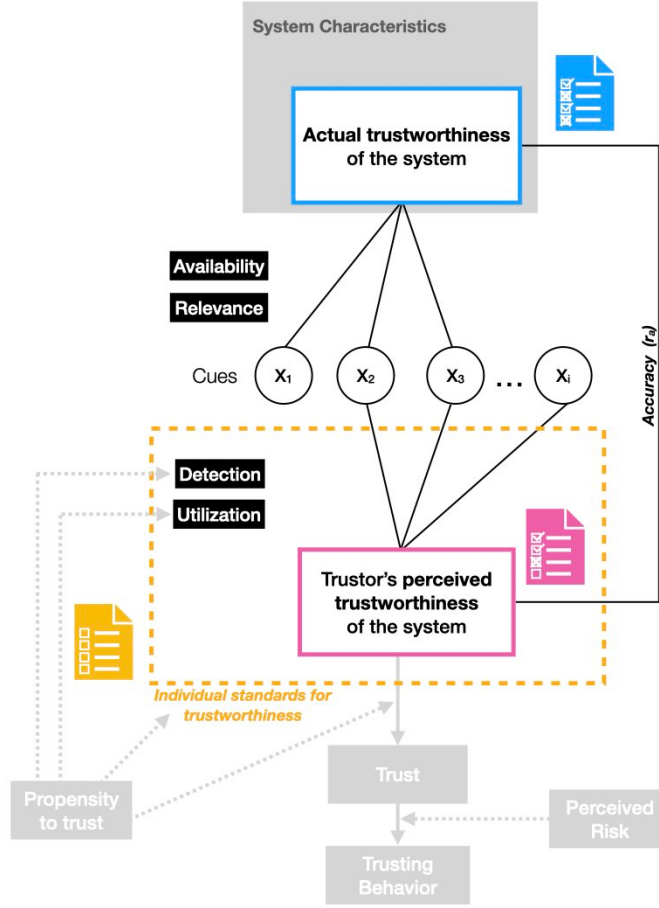 System Characteristics
Actual trustworthiness
of the system
Availability
Relevance
Cues
X1
X2
X3
...
Xi
Accuracy (ra)
Detection
Utilization
Trustor's perceived
trustworthiness
of the system
Individual standards for
trustworthiness
Propensity
to trust
Trust
Perceived
Risk
Trusting
Behavior